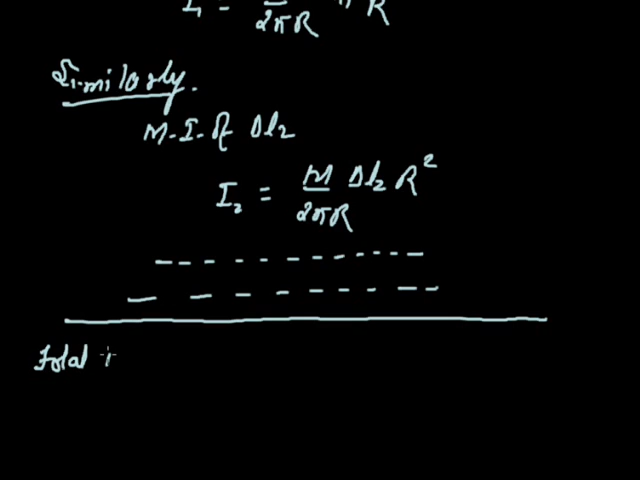 Similarly.
M.I. of Δl₂
I₂ = M/2πR Δl₂ R²
Total